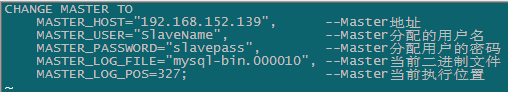 CHANGE MASTER TO
    MASTER_HOST="192.168.152.139",      --Master地址
    MASTER_USER="SlaveName",            --Master分配的用户名
    MASTER_PASSWORD="slavepass",        --Master分配用户的密码
    MASTER_LOG_FILE="mysql-bin.000010", --Master当前二进制文件
    MASTER_LOG_POS=327;                 --Master当前执行位置
~